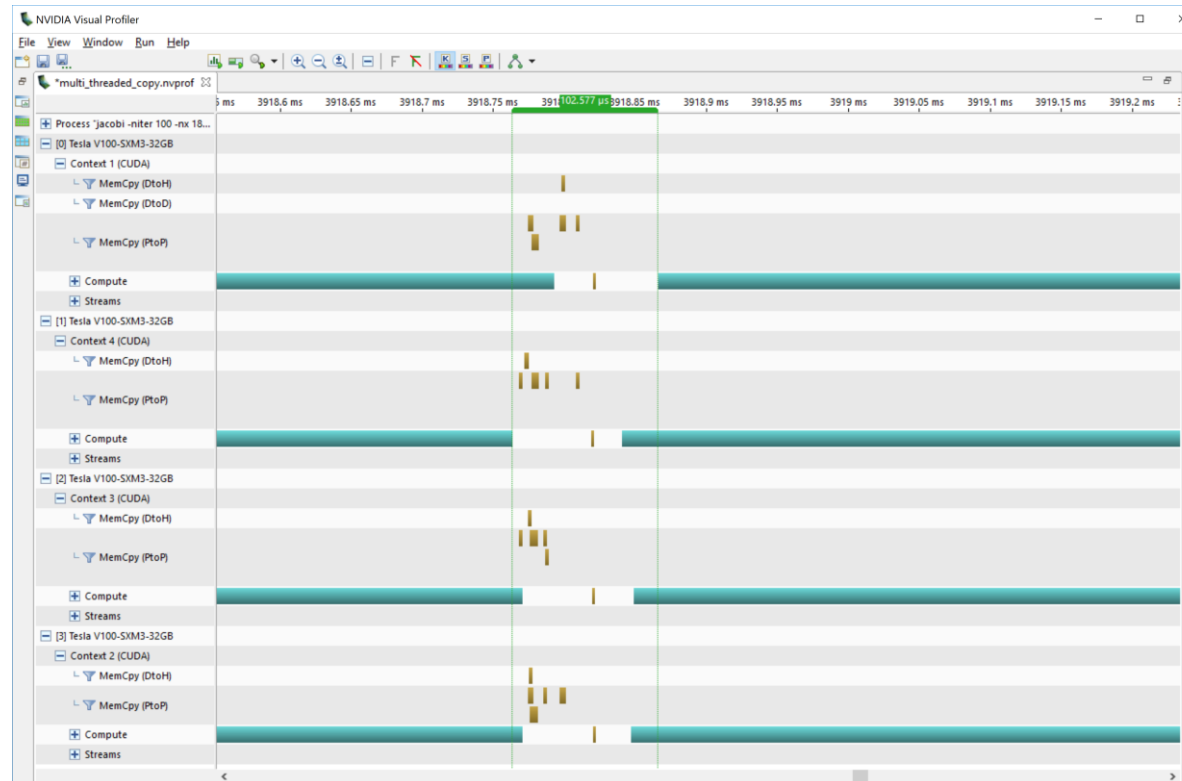 NVIDIA Visual Profiler
File View Window Run Help
*multi_threaded_copy.nvprof
5 ms 3918.6 ms 3918.65 ms 3918.7 ms 3918.75 ms 3918 102.577 µs 3918.85 ms 3918.9 ms 3918.95 ms 3919 ms 3919.05 ms 3919.1 ms 3919.15 ms 3919.2 ms
Process "jacobi -niter 100 -nx 18...
[0] Tesla V100-SXM3-32GB
Context 1 (CUDA)
MemCpy (DtoH)
MemCpy (DtoD)
MemCpy (PtoP)
Compute
Streams
[1] Tesla V100-SXM3-32GB
Context 4 (CUDA)
MemCpy (DtoH)
MemCpy (PtoP)
Compute
Streams
[2] Tesla V100-SXM3-32GB
Context 3 (CUDA)
MemCpy (DtoH)
MemCpy (PtoP)
Compute
Streams
[3] Tesla V100-SXM3-32GB
Context 2 (CUDA)
MemCpy (DtoH)
MemCpy (PtoP)
Compute
Streams